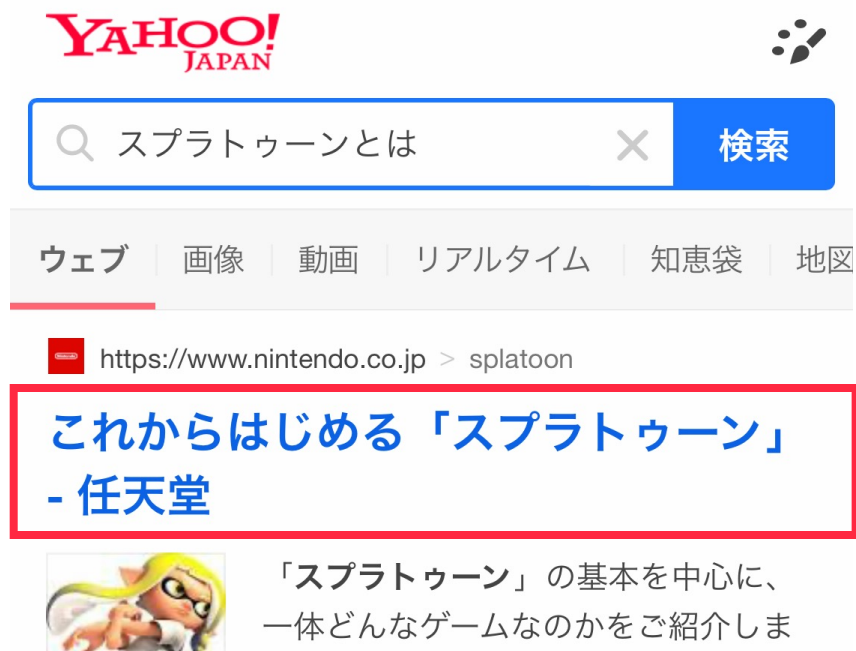 YAHOO!
JAPAN
スプラトゥーンとは
検索
ウェブ
画像
動画
リアルタイム
知恵袋
地図
Nintendo
https://www.nintendo.co.jp > splatoon
これからはじめる「スプラトゥーン」
- 任天堂
「スプラトゥーン」の基本を中心に、
一体どんなゲームなのかをご紹介しま